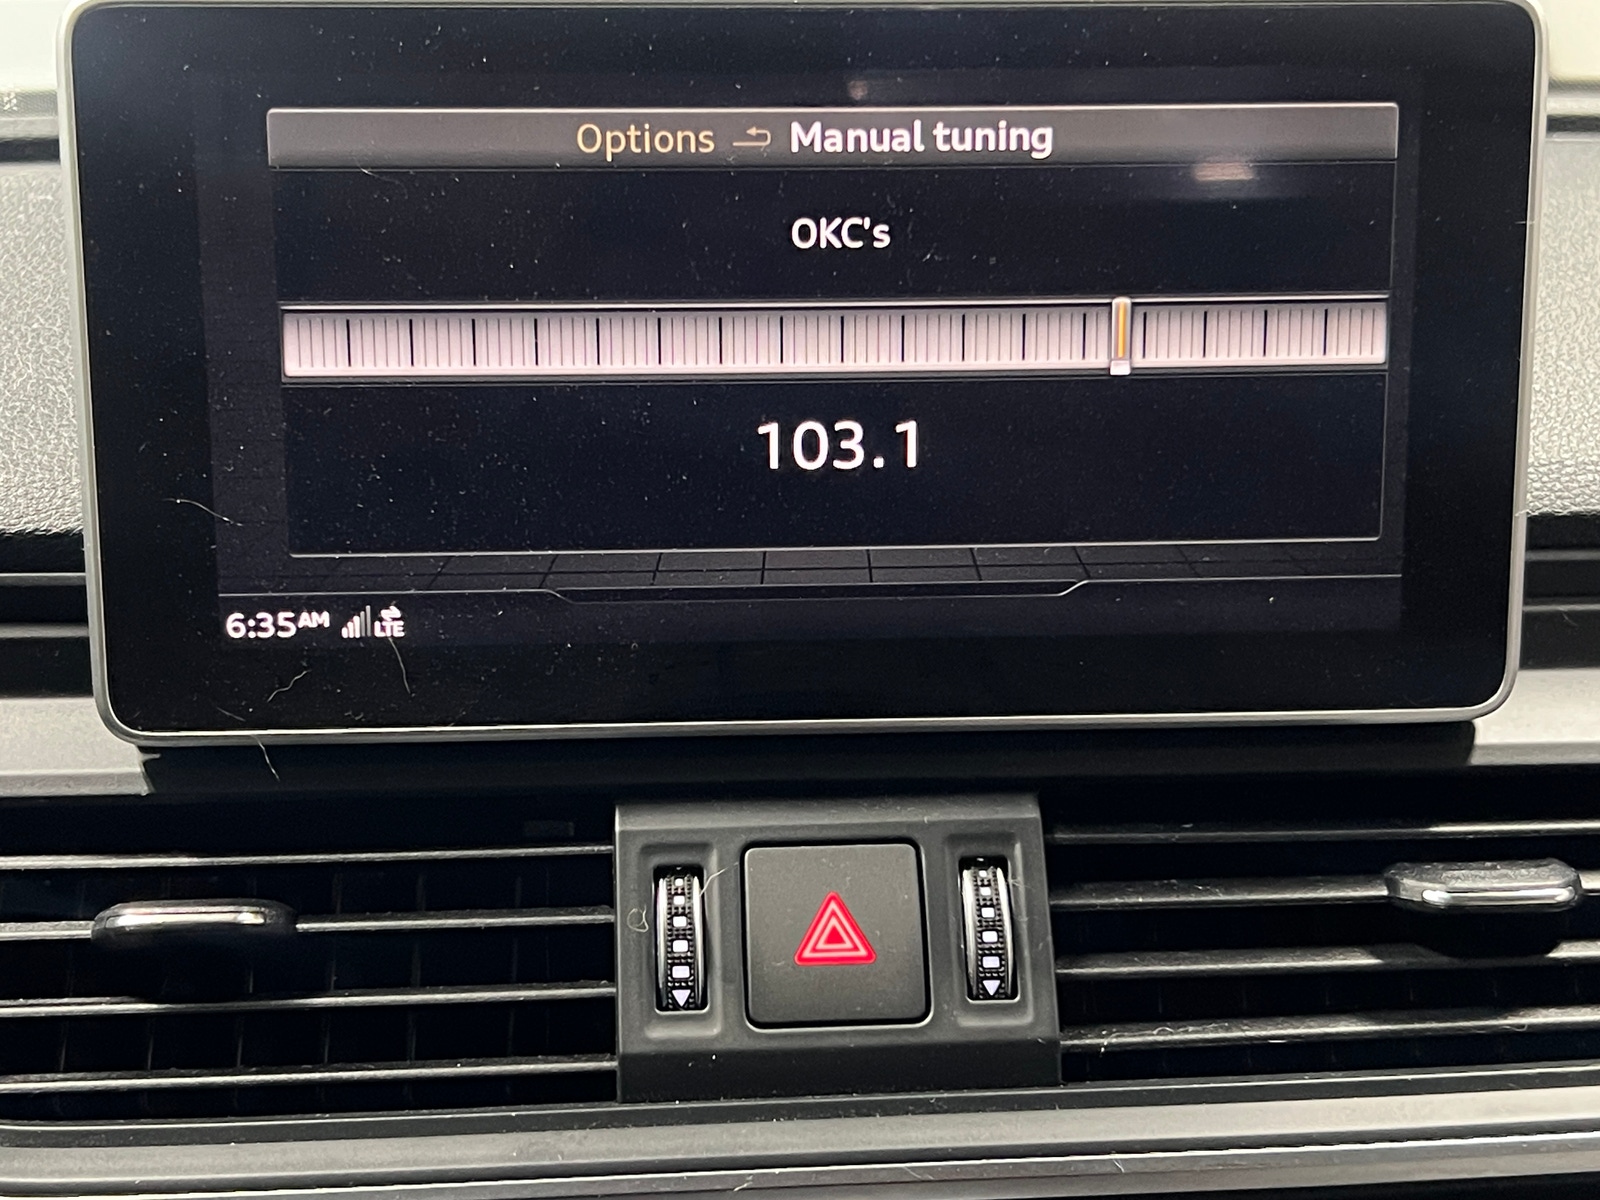 Options Manual tuning
OKC's
103.1
6:35AM LTE